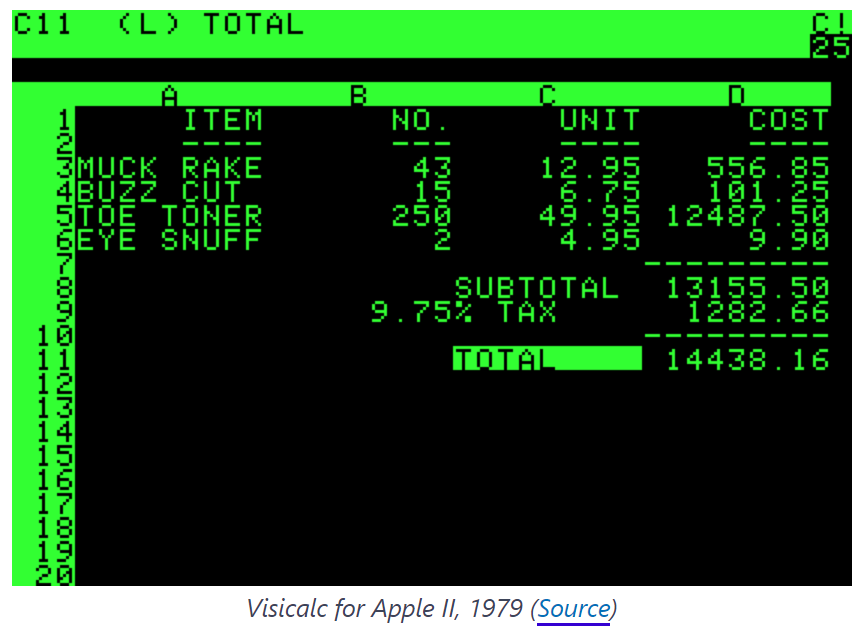 C11 (L) TOTAL C!
25
A B C D
1 ITEM NO. UNIT COST
2 ---- --- ---- ----
3 MUCK RAKE 43 12.95 556.85
4 BUZZ CUT 15 6.75 101.25
5 TOE TONER 250 49.95 12487.50
6 EYE SNUFF 2 4.95 9.90
7 ---------
8 SUBTOTAL 13155.50
9 9.75% TAX 1282.66
10 ---------
11 TOTAL 14438.16
12
13
14
15
16
17
18
19
20
Visicalc for Apple II, 1979 (Source)